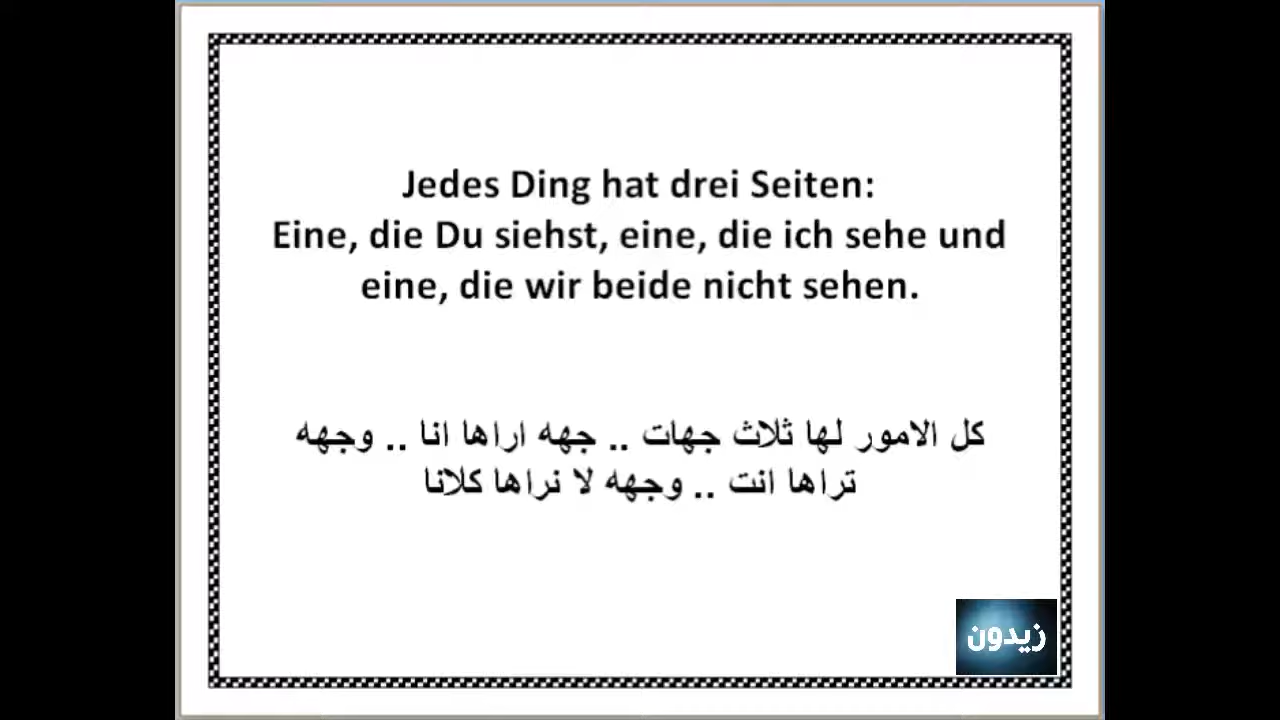 Jedes Ding hat drei Seiten:
Eine, die Du siehst, eine, die ich sehe und
eine, die wir beide nicht sehen.
كل الامور لها ثلاث جهات .. جهه اراها انا .. وجهه
تراها انت .. وجهه لا نراها كلانا
زيدون